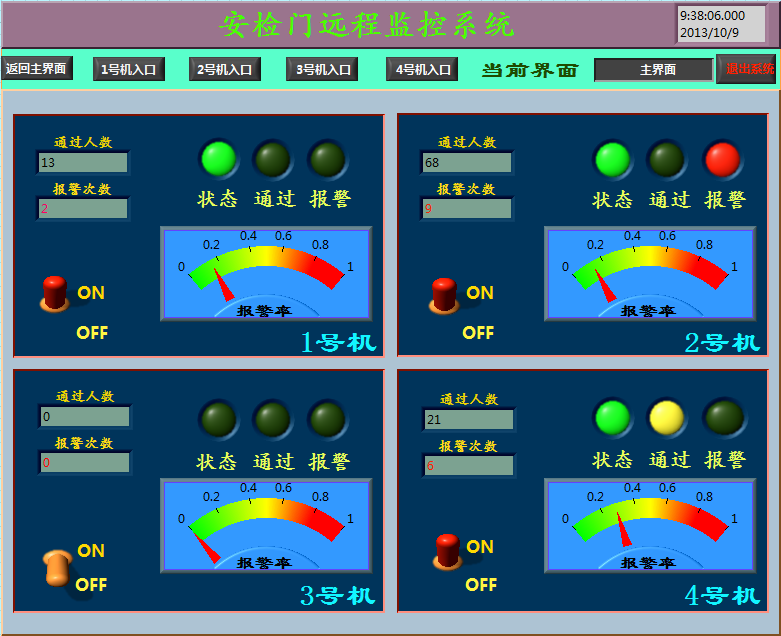 安检门远程监控系统
9:38:06.000
2013/10/9
返回主界面 1号机入口 2号机入口 3号机入口 4号机入口 当前界面 主界面 退出系统
通过人数
13
报警次数
2
状态 通过 报警
0 0.2 0.4 0.6 0.8 1
报警率
ON
OFF
1号机
通过人数
68
报警次数
9
状态 通过 报警
0 0.2 0.4 0.6 0.8 1
报警率
ON
OFF
2号机
通过人数
0
报警次数
0
状态 通过 报警
0 0.2 0.4 0.6 0.8 1
报警率
ON
OFF
3号机
通过人数
21
报警次数
6
状态 通过 报警
0 0.2 0.4 0.6 0.8 1
报警率
ON
OFF
4号机